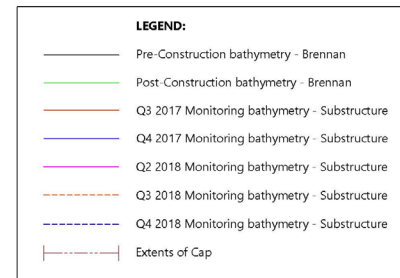 LEGEND:
Pre-Construction bathymetry - Brennan
Post-Construction bathymetry - Brennan
Q3 2017 Monitoring bathymetry - Substructure
Q4 2017 Monitoring bathymetry - Substructure
Q2 2018 Monitoring bathymetry - Substructure
Q3 2018 Monitoring bathymetry - Substructure
Q4 2018 Monitoring bathymetry - Substructure
Extents of Cap